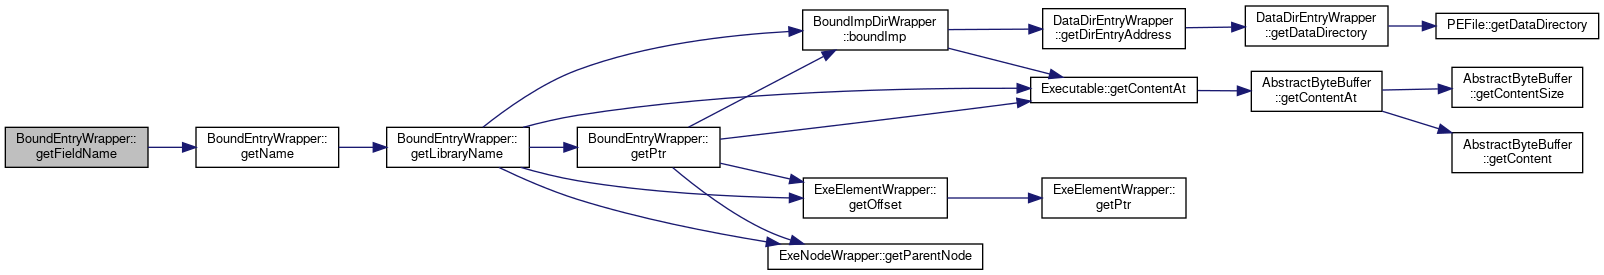 BoundEntryWrapper::
getFieldName
BoundEntryWrapper::
getName
BoundEntryWrapper::
getLibraryName
BoundEntryWrapper::
getPtr
BoundImpDirWrapper
::boundImp
DataDirEntryWrapper
::getDirEntryAddress
DataDirEntryWrapper
::getDataDirectory
PEFile::getDataDirectory
Executable::getContentAt
AbstractByteBuffer
::getContentAt
AbstractByteBuffer
::getContentSize
AbstractByteBuffer
::getContent
ExeElementWrapper::
getOffset
ExeElementWrapper::
getPtr
ExeNodeWrapper::getParentNode